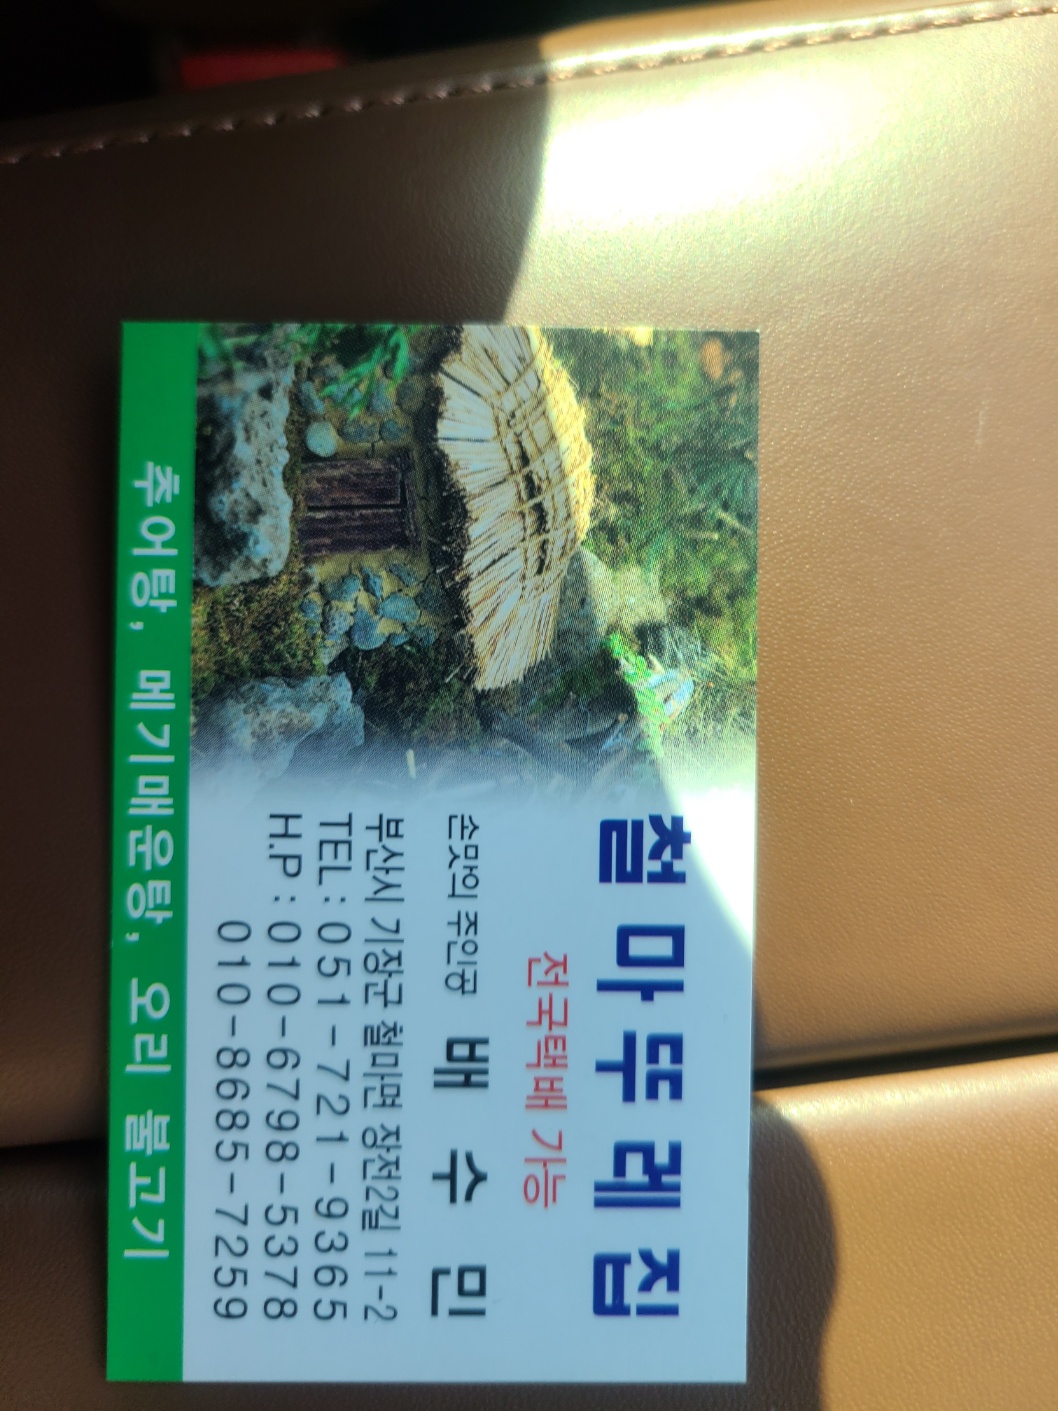 철마뚜레집
전국택배 가능
손맛의 주인공 배수민
부산시 기장군 철마면 장전2길 11-2
TEL : 051-721-9365
H.P : 010-6798-5378
010-8685-7259
추어탕, 메기매운탕, 오리 불고기